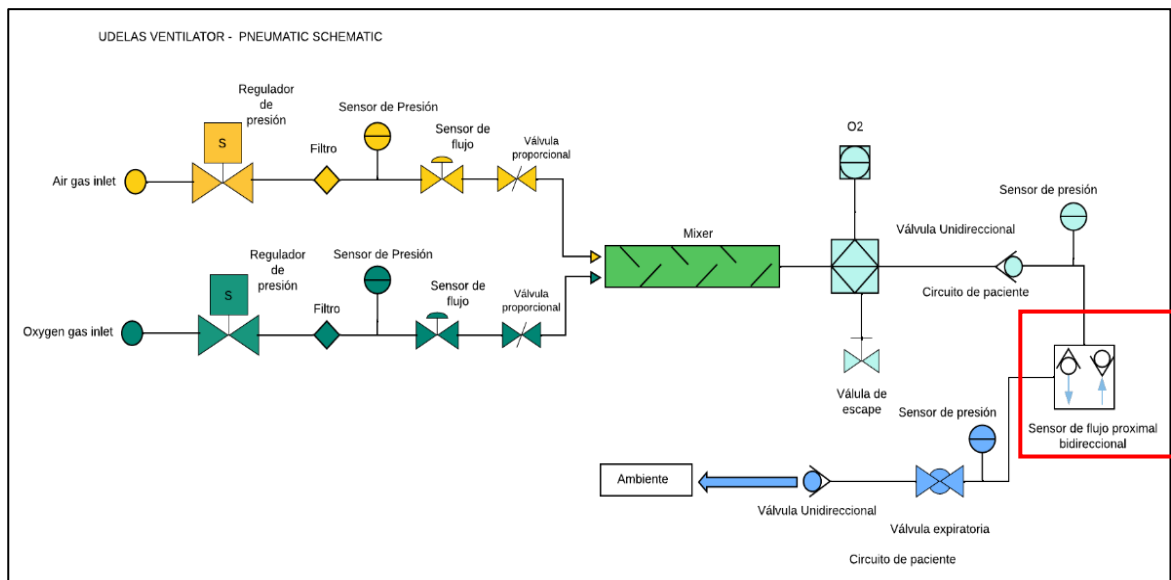 UDELAS VENTILATOR - PNEUMATIC SCHEMATIC
Regulador
de
presión
S
Filtro
Sensor de Presión
Sensor de
flujo
Válvula
proporcional
Air gas inlet
Regulador de
presión
S
Filtro
Sensor de Presión
Sensor de
flujo
Válvula
proporcional
Oxygen gas inlet
Mixer
O2
Válvula Unidireccional
Sensor de presión
Circuito de paciente
Válula de
escape
Sensor de flujo proximal
bidireccional
Sensor de presión
Ambiente
Válvula Unidireccional
Válvula expiratoria
Circuito de paciente